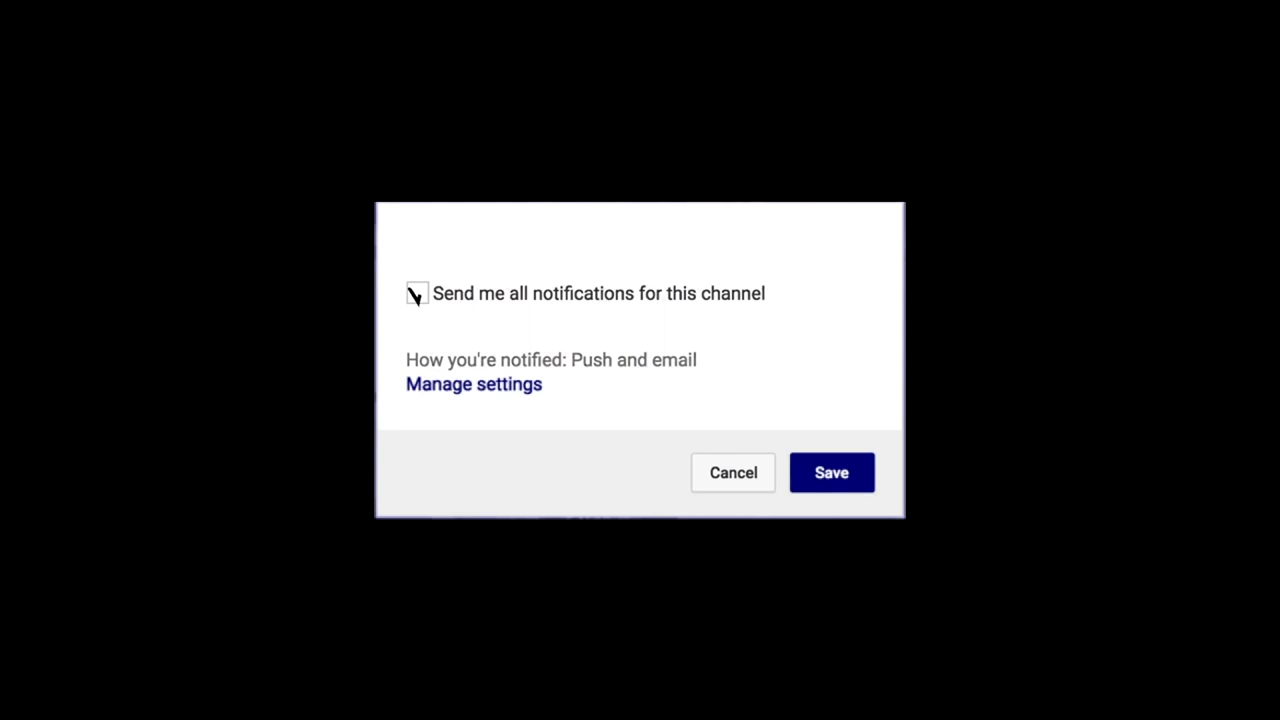 Send me all notifications for this channel
How you're notified: Push and email
Manage settings
Cancel
Save